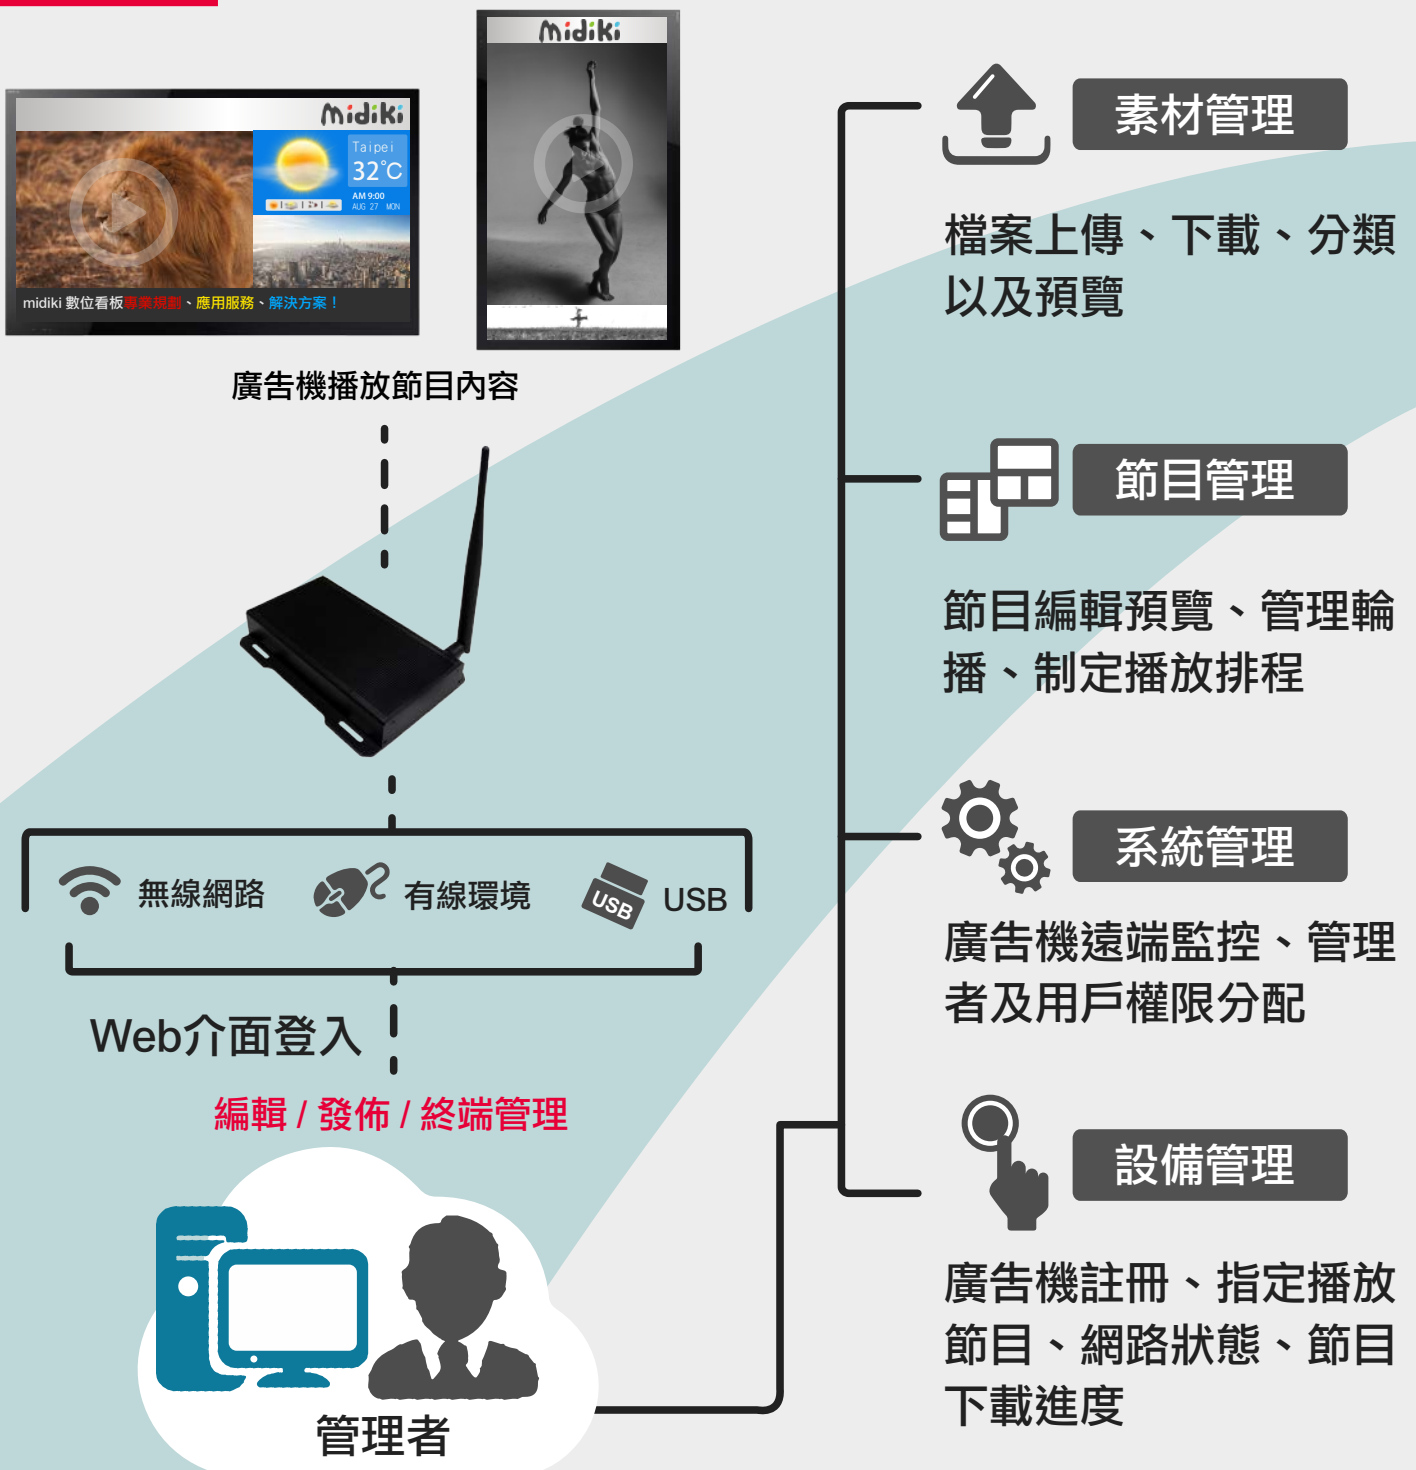 midiki
midiki
Taipei
32°C
AM 9:00
AUG 27 MON
midiki 數位看板專業規劃、應用服務、解決方案！
廣告機播放節目內容
無線網路
有線環境
USB
USB
Web介面登入
編輯 / 發佈 / 終端管理
管理者
素材管理
檔案上傳、下載、分類
以及預覽
節目管理
節目編輯預覽、管理輪
播、制定播放排程
系統管理
廣告機遠端監控、管理
者及用戶權限分配
設備管理
廣告機註冊、指定播放
節目、網路狀態、節目
下載進度